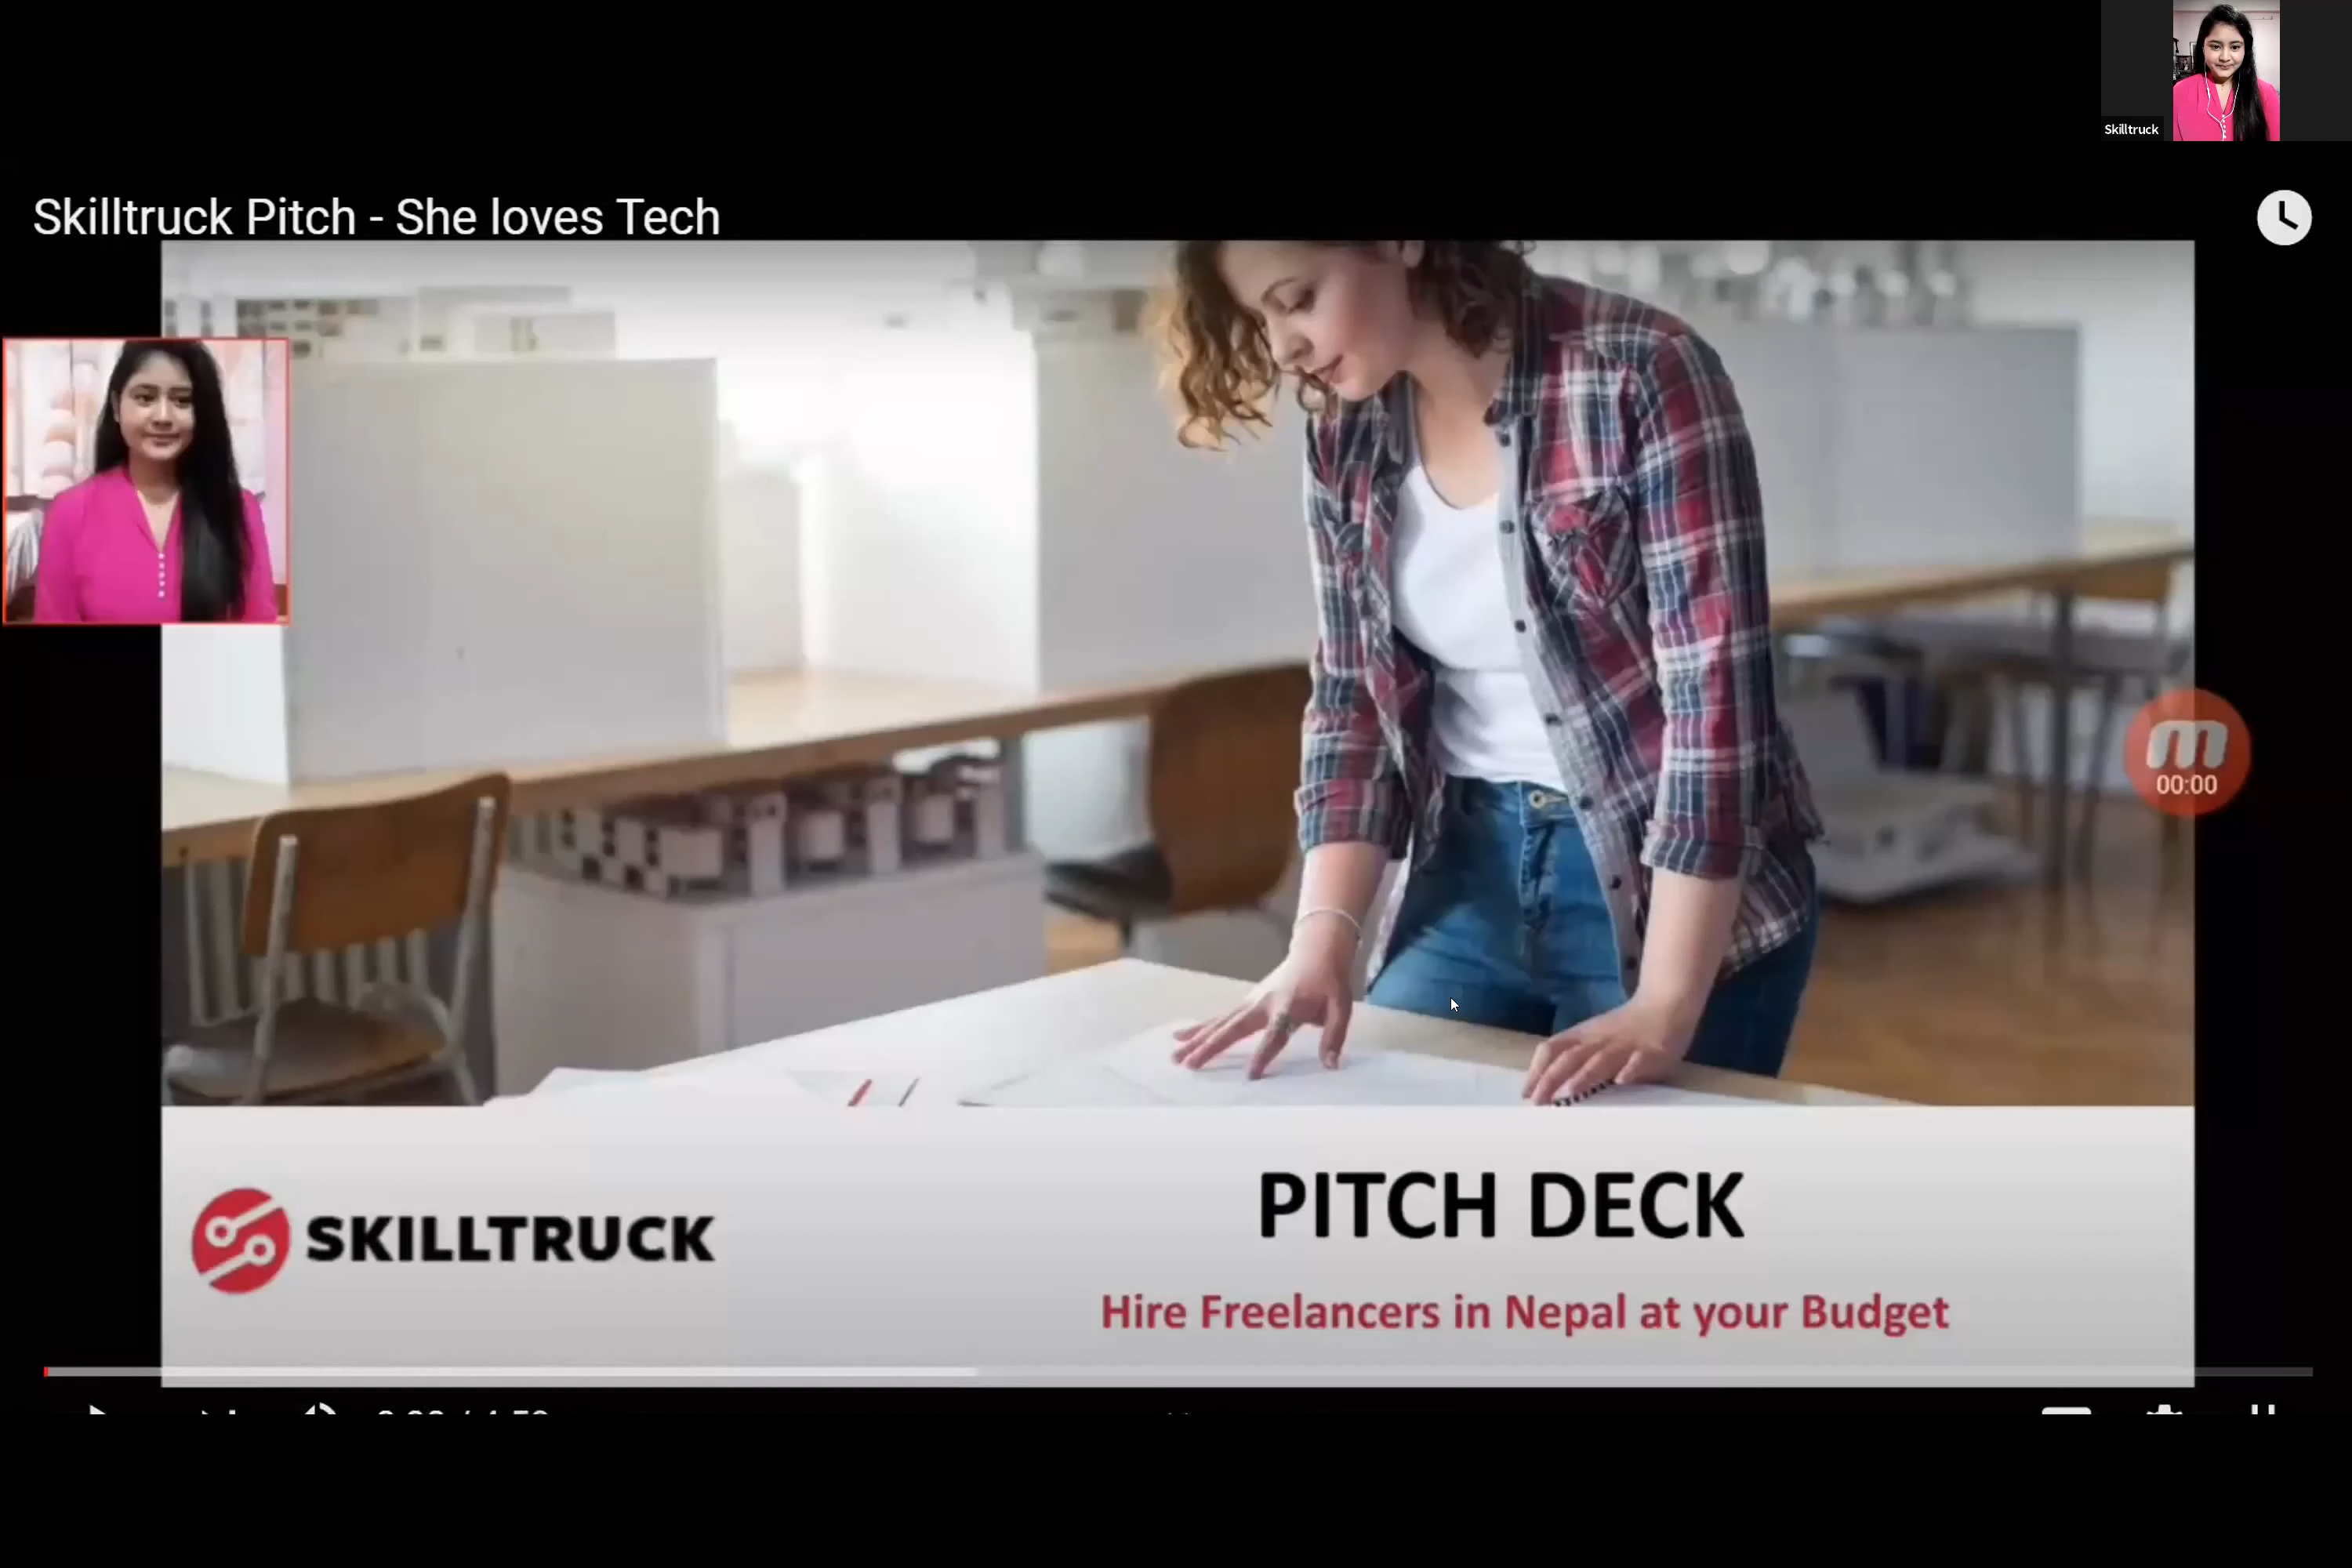 Skilltruck
Skilltruck Pitch - She loves Tech
00:00
SKILLTRUCK
PITCH DECK
Hire Freelancers in Nepal at your Budget